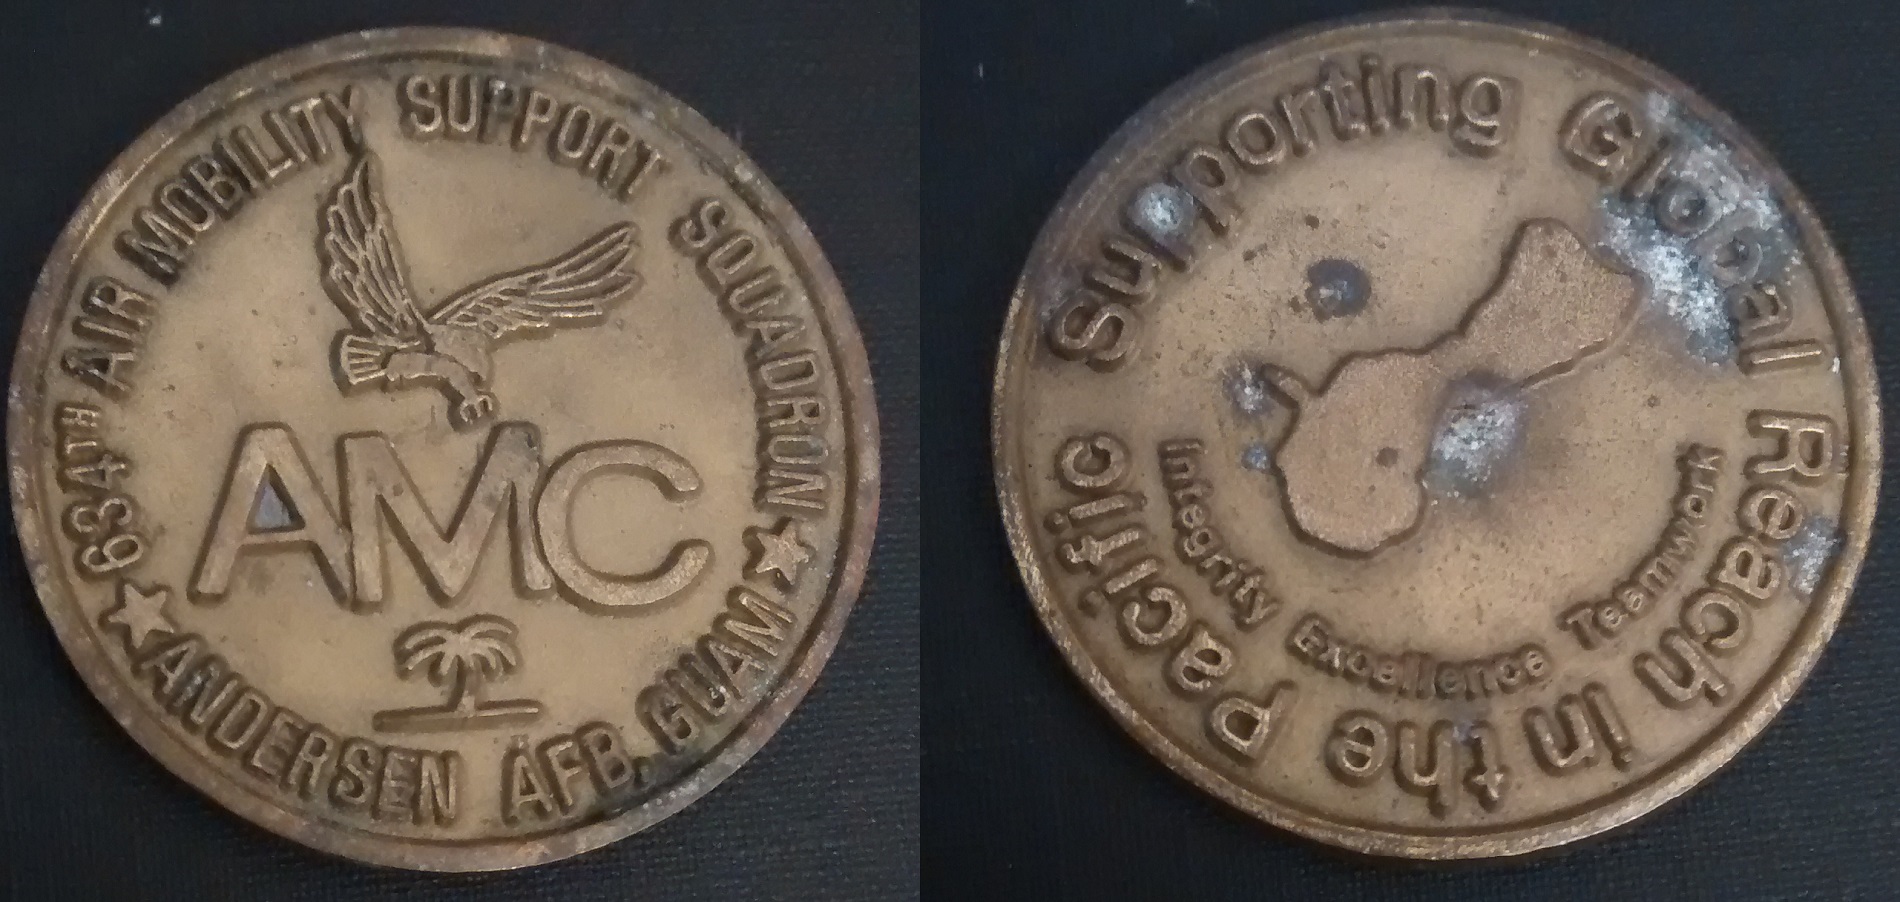 634TH AIR MOBILITY SUPPORT SQUADRON
AMC
ANDERSEN AFB, GUAM
Supporting Global Reach in the Pacific
Integrity Excellence Teamwork